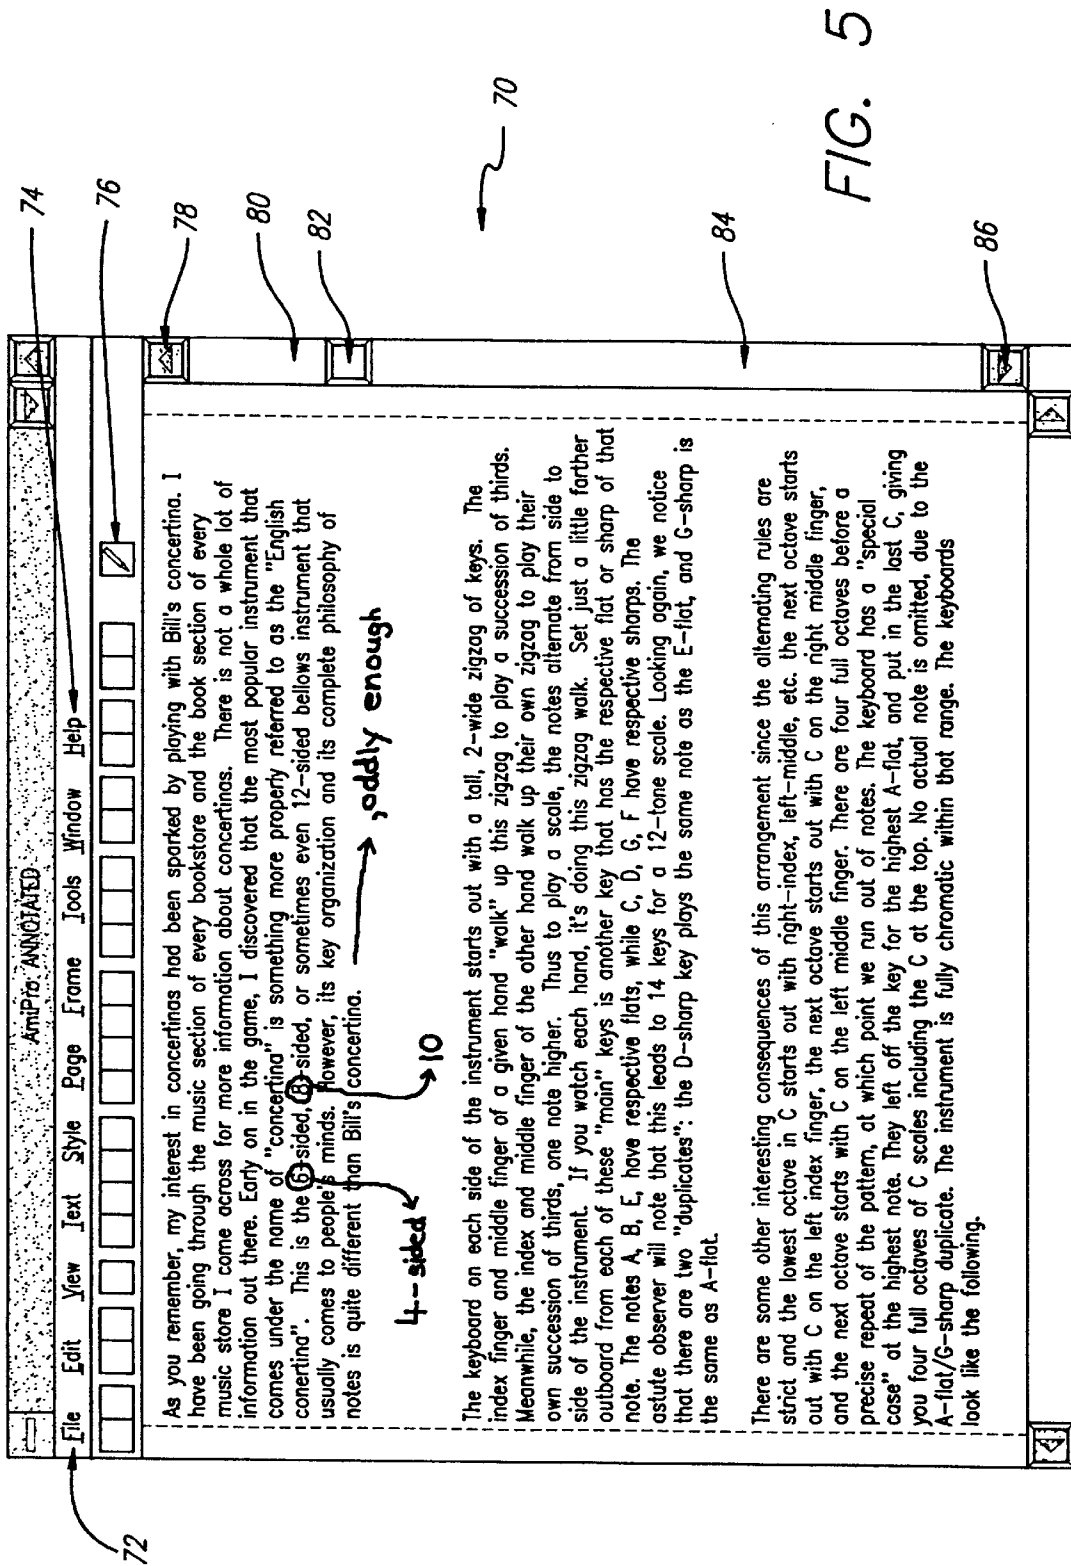 AmiPro: ANNOTATED
File Edit View Text Style Page Frame Tools Window Help
As you remember, my interest in concertinas had been sparked by playing with Bill's concertina. I
have been going through the music section of every bookstore and the book section of every
music store I come across for more information about concertinas. There is not a whole lot of
information out there. Early on in the game, I discovered that the most popular instrument that
comes under the name of "concertina" is something more properly referred to as the "English
conertina". This is the 6-sided, 8-sided, or sometimes even 12-sided bellows instrument that
usually comes to people's minds. However, its key organization and its complete philosophy of
notes is quite different than Bill's concertina.
,oddly enough
4-sided
10
The keyboard on each side of the instrument starts out with a tall, 2-wide zigzag of keys. The
index finger and middle finger of a given hand "walk" up this zigzag to play a succession of thirds.
Meanwhile, the index and middle finger of the other hand walk up their own zigzag to play their
own succession of thirds, one note higher. Thus to play a scale, the notes alternate from side to
side of the instrument. If you watch each hand, it's doing this zigzag walk. Set just a little farther
outboard from each of these "main" keys is another key that has the respective flat or sharp of that
note. The notes A, B, E, have respective flats, while C, D, G, F have respective sharps. The
astute observer will note that this leads to 14 keys for a 12-tone scale. Looking again, we notice
that there are two "duplicates": the D-sharp key plays the same note as the E-flat, and G-sharp is
the same as A-flat.
There are some other interesting consequences of this arrangement since the alternating rules are
strict and the lowest octave in C starts out with right-index, left-middle, etc. the next octave starts
out with C on the left index finger, the next octave starts out with C on the right middle finger,
and the next octave starts with C on the left middle finger. There are four full octaves before a
precise repeat of the pattern, at which point we run out of notes. The keyboard has a "special
case" at the highest note. They left off the key for the highest A-flat, and put in the last C, giving
you four full octaves of C scales including the C at the top. No actual note is omitted, due to the
A-flat/G-sharp duplicate. The instrument is fully chromatic within that range. The keyboards
look like the following.
72
74
76
78
80
82
70
84
86
FIG. 5